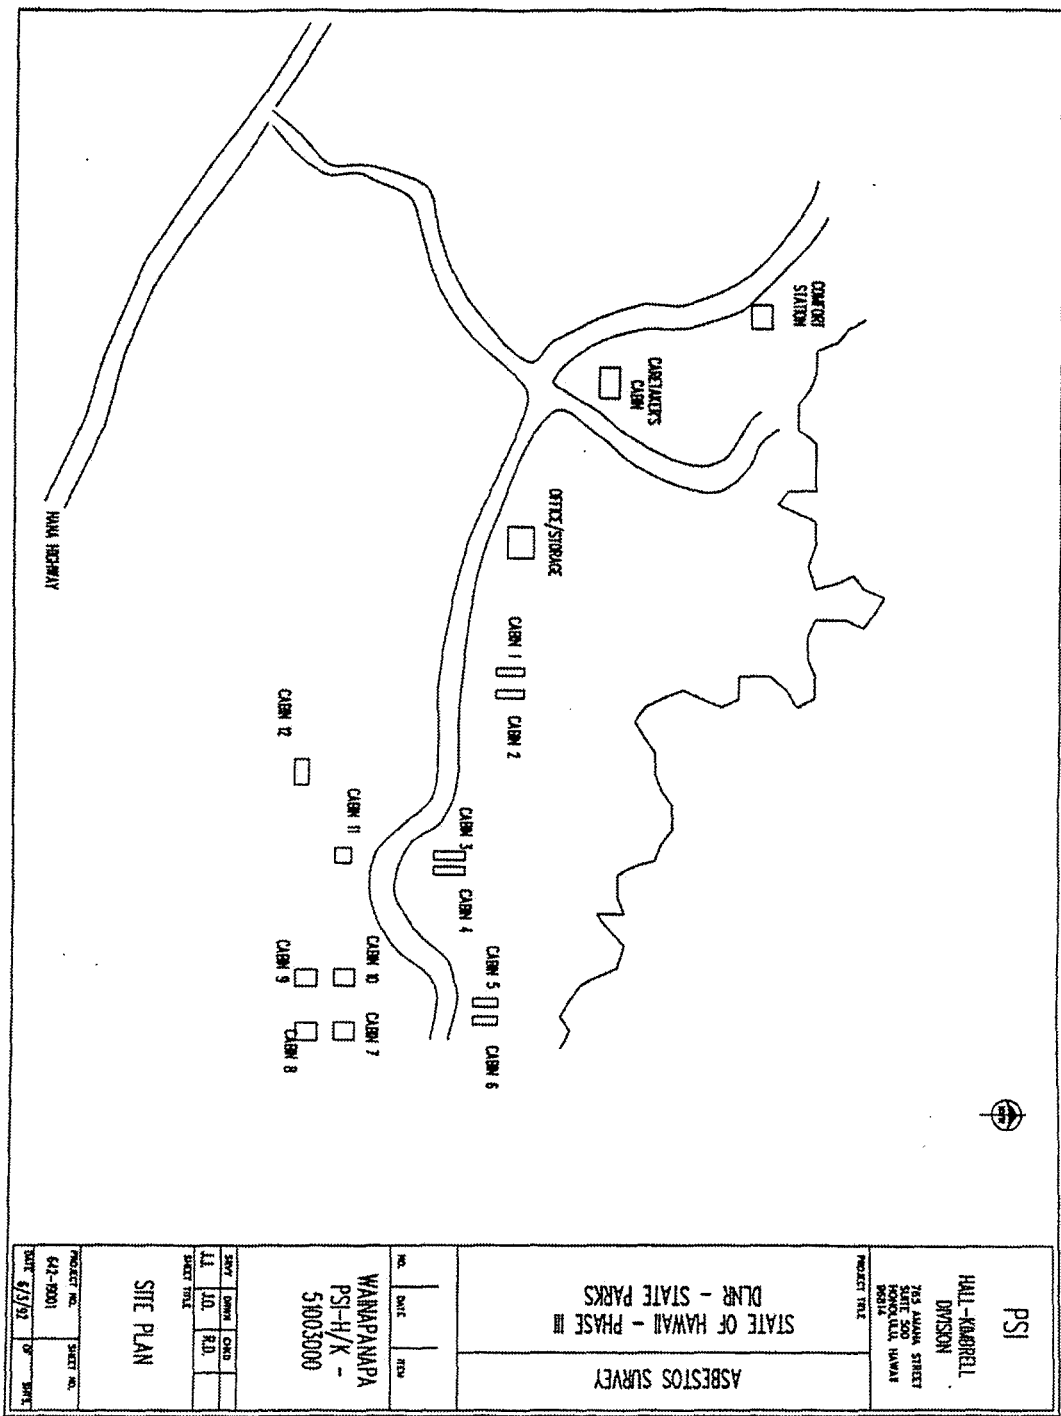 COMFORT
STATION
CARETAKER'S
CABIN
OFFICE/STORAGE
HANA HIGHWAY
CABIN 1
CABIN 2
CABIN 12
CABIN 11
CABIN 3
CABIN 4
CABIN 5
CABIN 6
CABIN 10
CABIN 9
CABIN 7
CABIN 8
PSI
HALL-KIMBRELL
DIVISION
765 AMANA STREET
SUITE 500
HONOLULU, HAWAII
96814
PROJECT TITLE
STATE OF HAWAII - PHASE III
DLNR - STATE PARKS
ASBESTOS SURVEY
NO. DATE ITEM
WAINAPANAPA
PSI-H/K -
51003000
SRVY DRWN CHKD
J.J. J.O. R.D.
SHEET TITLE
SITE PLAN
PROJECT NO. SHEET NO.
DATE 6/3/92 OF SHTS.